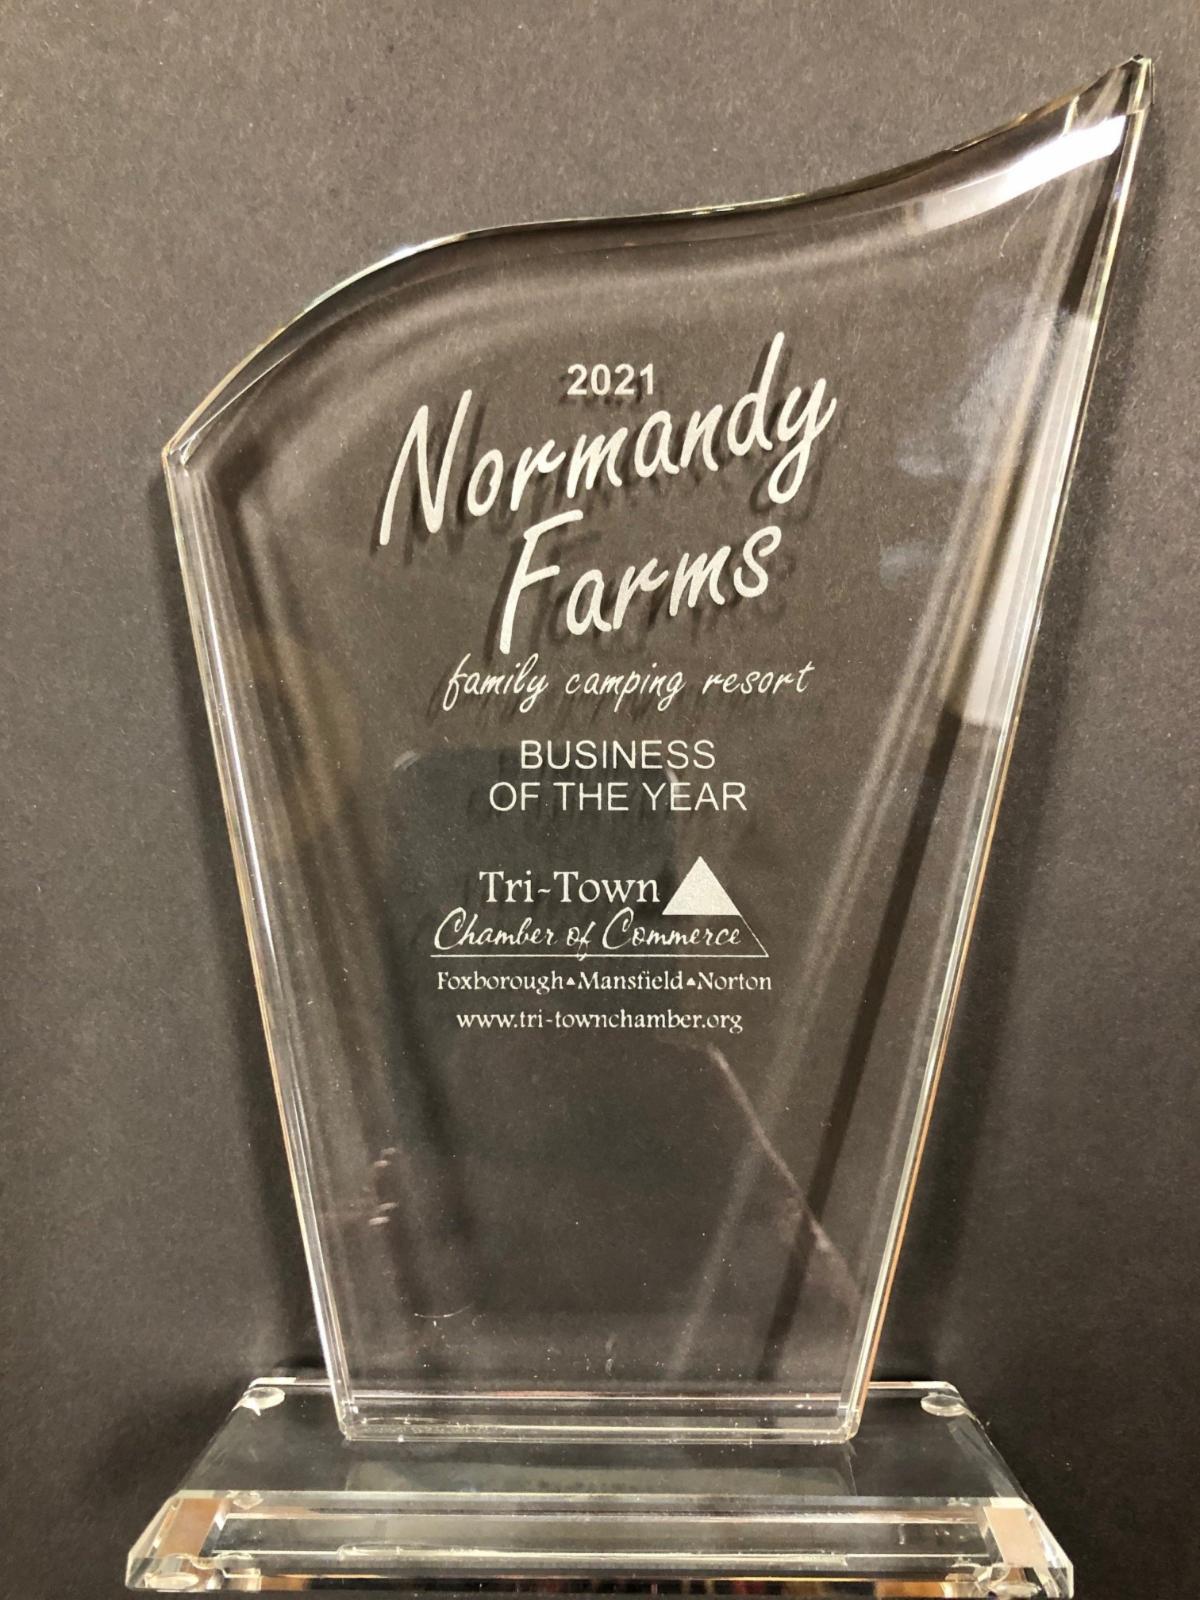 2021
Normandy
Farms
family camping resort
BUSINESS
OF THE YEAR
Tri-Town
Chamber of Commerce
Foxborough▲Mansfield▲Norton
www.tri-townchamber.org